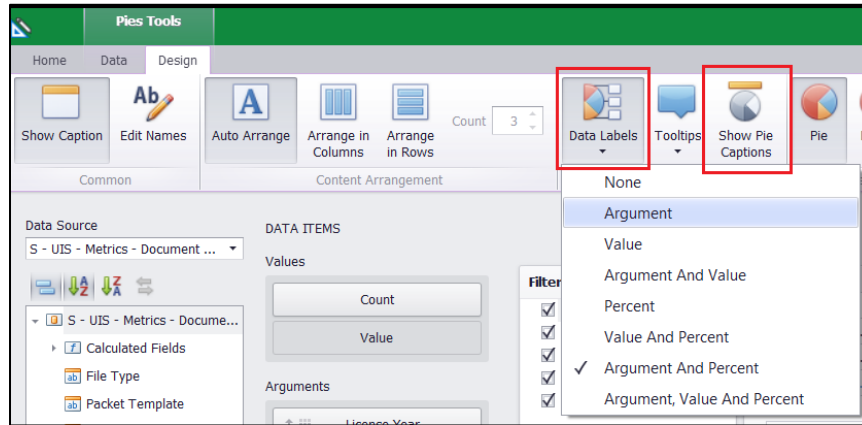 Pies Tools
Home Data Design
Show Caption
Edit Names
Auto Arrange
Arrange in
Columns
Arrange
in Rows
Count 3
Data Labels
Tooltips
Show Pie
Captions
Pie
Common
Content Arrangement
None
Argument
Value
Argument And Value
Percent
Value And Percent
Argument And Percent
Argument, Value And Percent
Data Source
S - UIS - Metrics - Document ...
S - UIS - Metrics - Docume...
Calculated Fields
File Type
Packet Template
DATA ITEMS
Values
Count
Value
Arguments
Licence Year
Filter